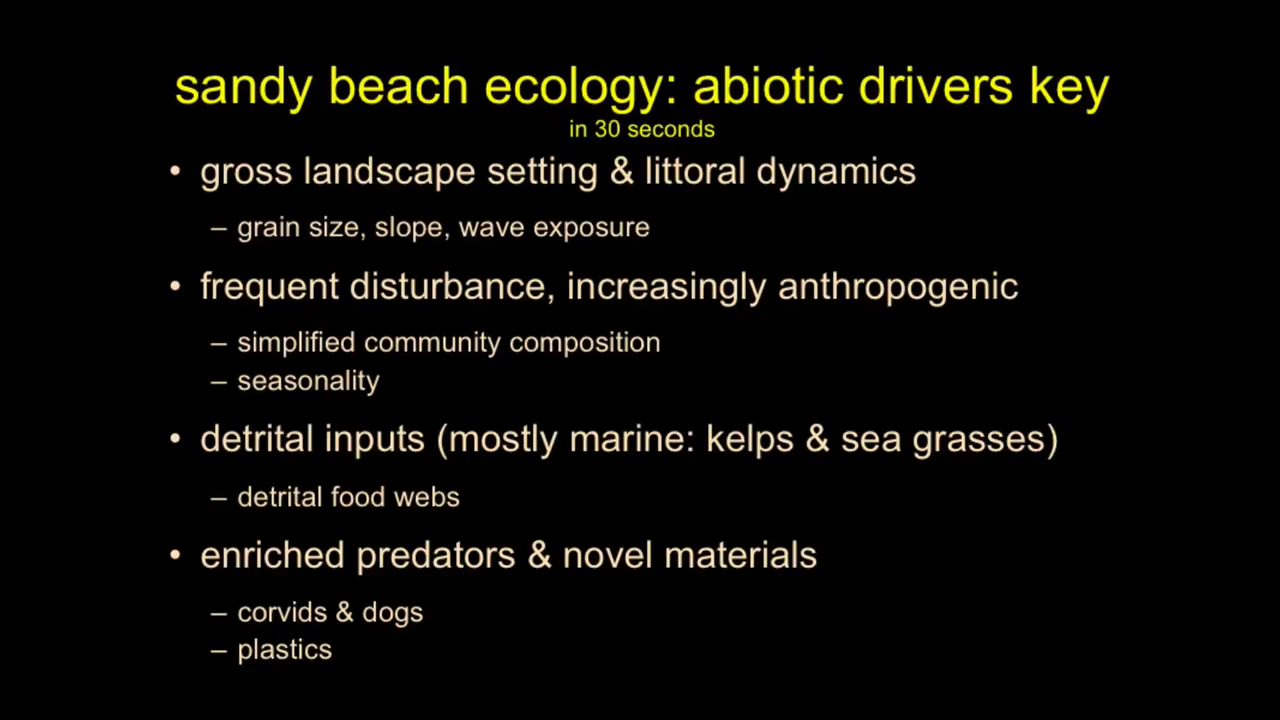 sandy beach ecology: abiotic drivers key
in 30 seconds
• gross landscape setting & littoral dynamics
– grain size, slope, wave exposure
• frequent disturbance, increasingly anthropogenic
– simplified community composition
– seasonality
• detrital inputs (mostly marine: kelps & sea grasses)
– detrital food webs
• enriched predators & novel materials
– corvids & dogs
– plastics